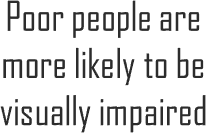 Poor people are
more likely to be
visually impaired